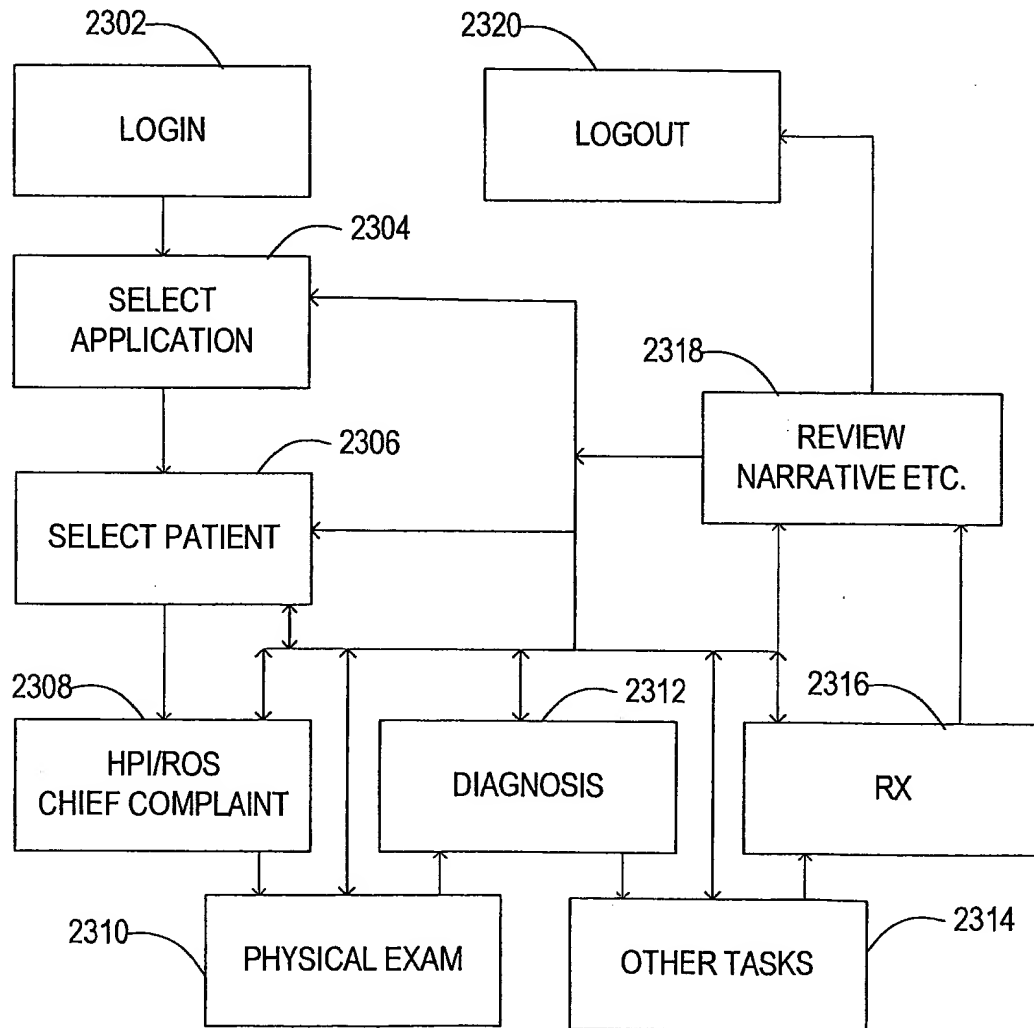 2302
LOGIN
2320
LOGOUT
2304
SELECT
APPLICATION
2318
REVIEW
NARRATIVE ETC.
2306
SELECT PATIENT
2308
HPI/ROS
CHIEF COMPLAINT
2312
DIAGNOSIS
2316
RX
2310
PHYSICAL EXAM
2314
OTHER TASKS